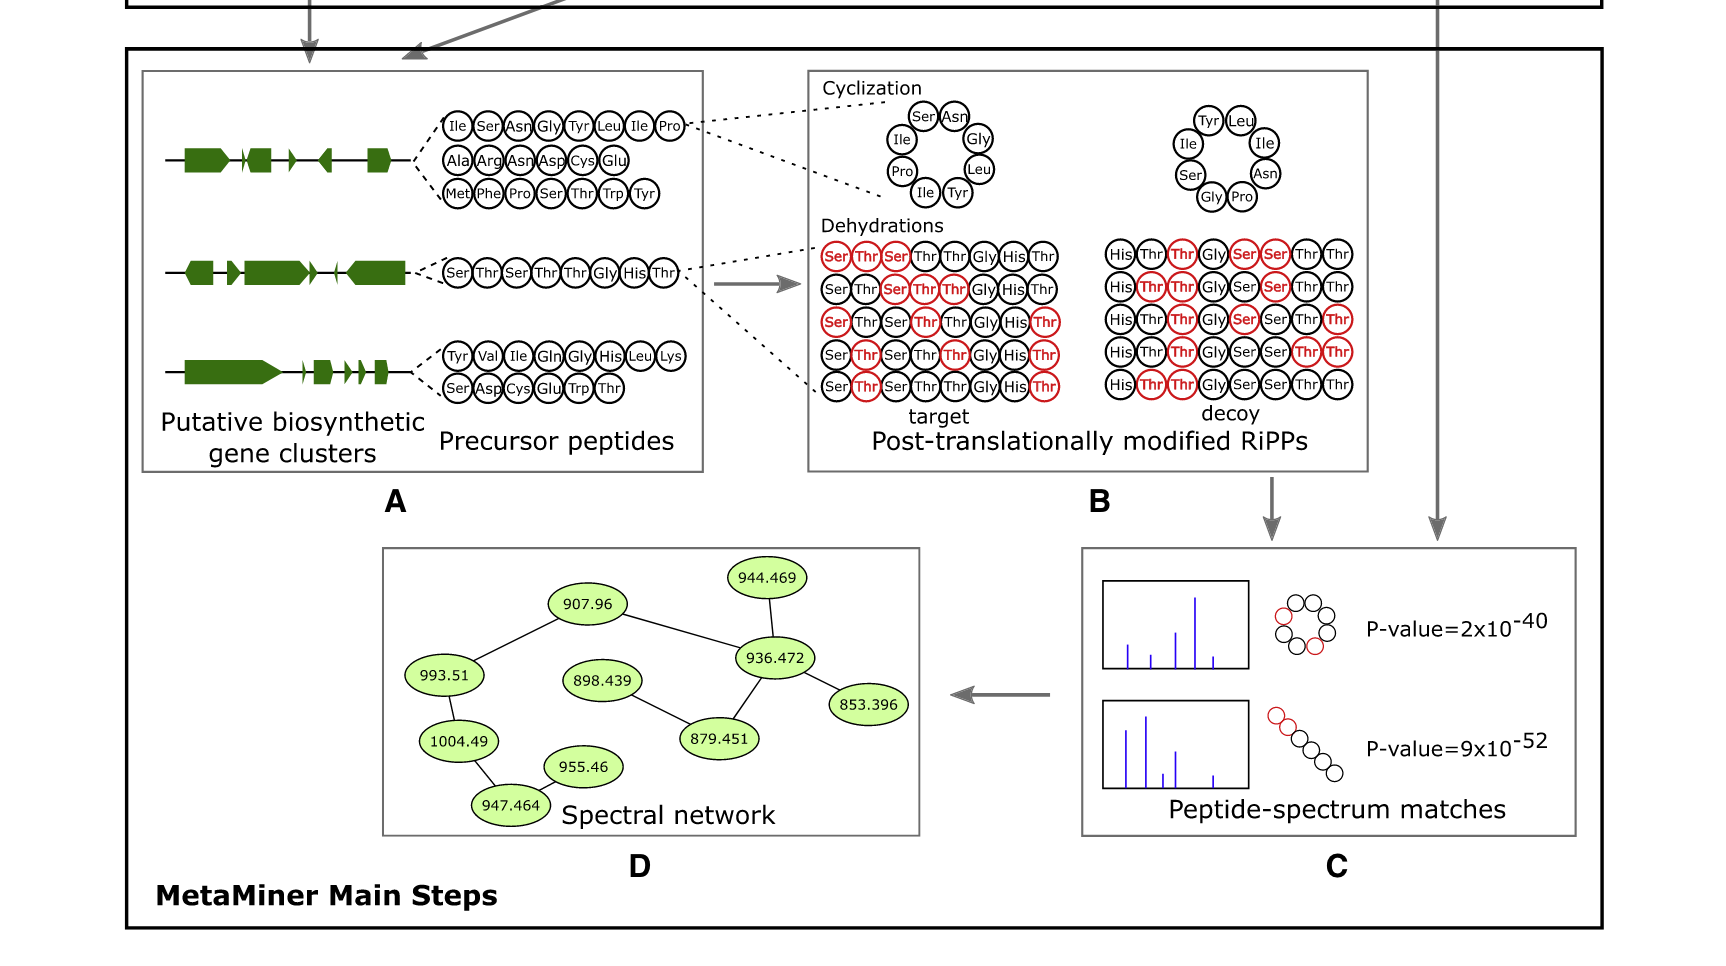 Ile Ser Asn Gly Tyr Leu Ile Pro
Ala Arg Asn Asp Cys Glu
Met Phe Pro Ser Thr Trp Tyr
Ser Thr Ser Thr Thr Gly His Thr
Tyr Val Ile Gln Gly His Leu Lys
Ser Asp Cys Glu Trp Thr
Putative biosynthetic
gene clusters
Precursor peptides
A
Cyclization
Ser Asn
Ile Gly
Pro Leu
Ile Tyr
Tyr Leu
Ile Ile
Ser Asn
Gly Pro
Dehydrations
Ser Thr Ser Thr Thr Gly His Thr
Ser Thr Ser Thr Thr Gly His Thr
Ser Thr Ser Thr Thr Gly His Thr
Ser Thr Ser Thr Thr Gly His Thr
Ser Thr Ser Thr Thr Gly His Thr
target
His Thr Thr Gly Ser Ser Thr Thr
His Thr Thr Gly Ser Ser Thr Thr
His Thr Thr Gly Ser Ser Thr Thr
His Thr Thr Gly Ser Ser Thr Thr
His Thr Thr Gly Ser Ser Thr Thr
decoy
Post-translationally modified RiPPs
B
P-value=2x10-40
P-value=9x10-52
Peptide-spectrum matches
C
944.469
907.96
936.472
993.51
898.439
853.396
879.451
1004.49
955.46
947.464
Spectral network
D
MetaMiner Main Steps